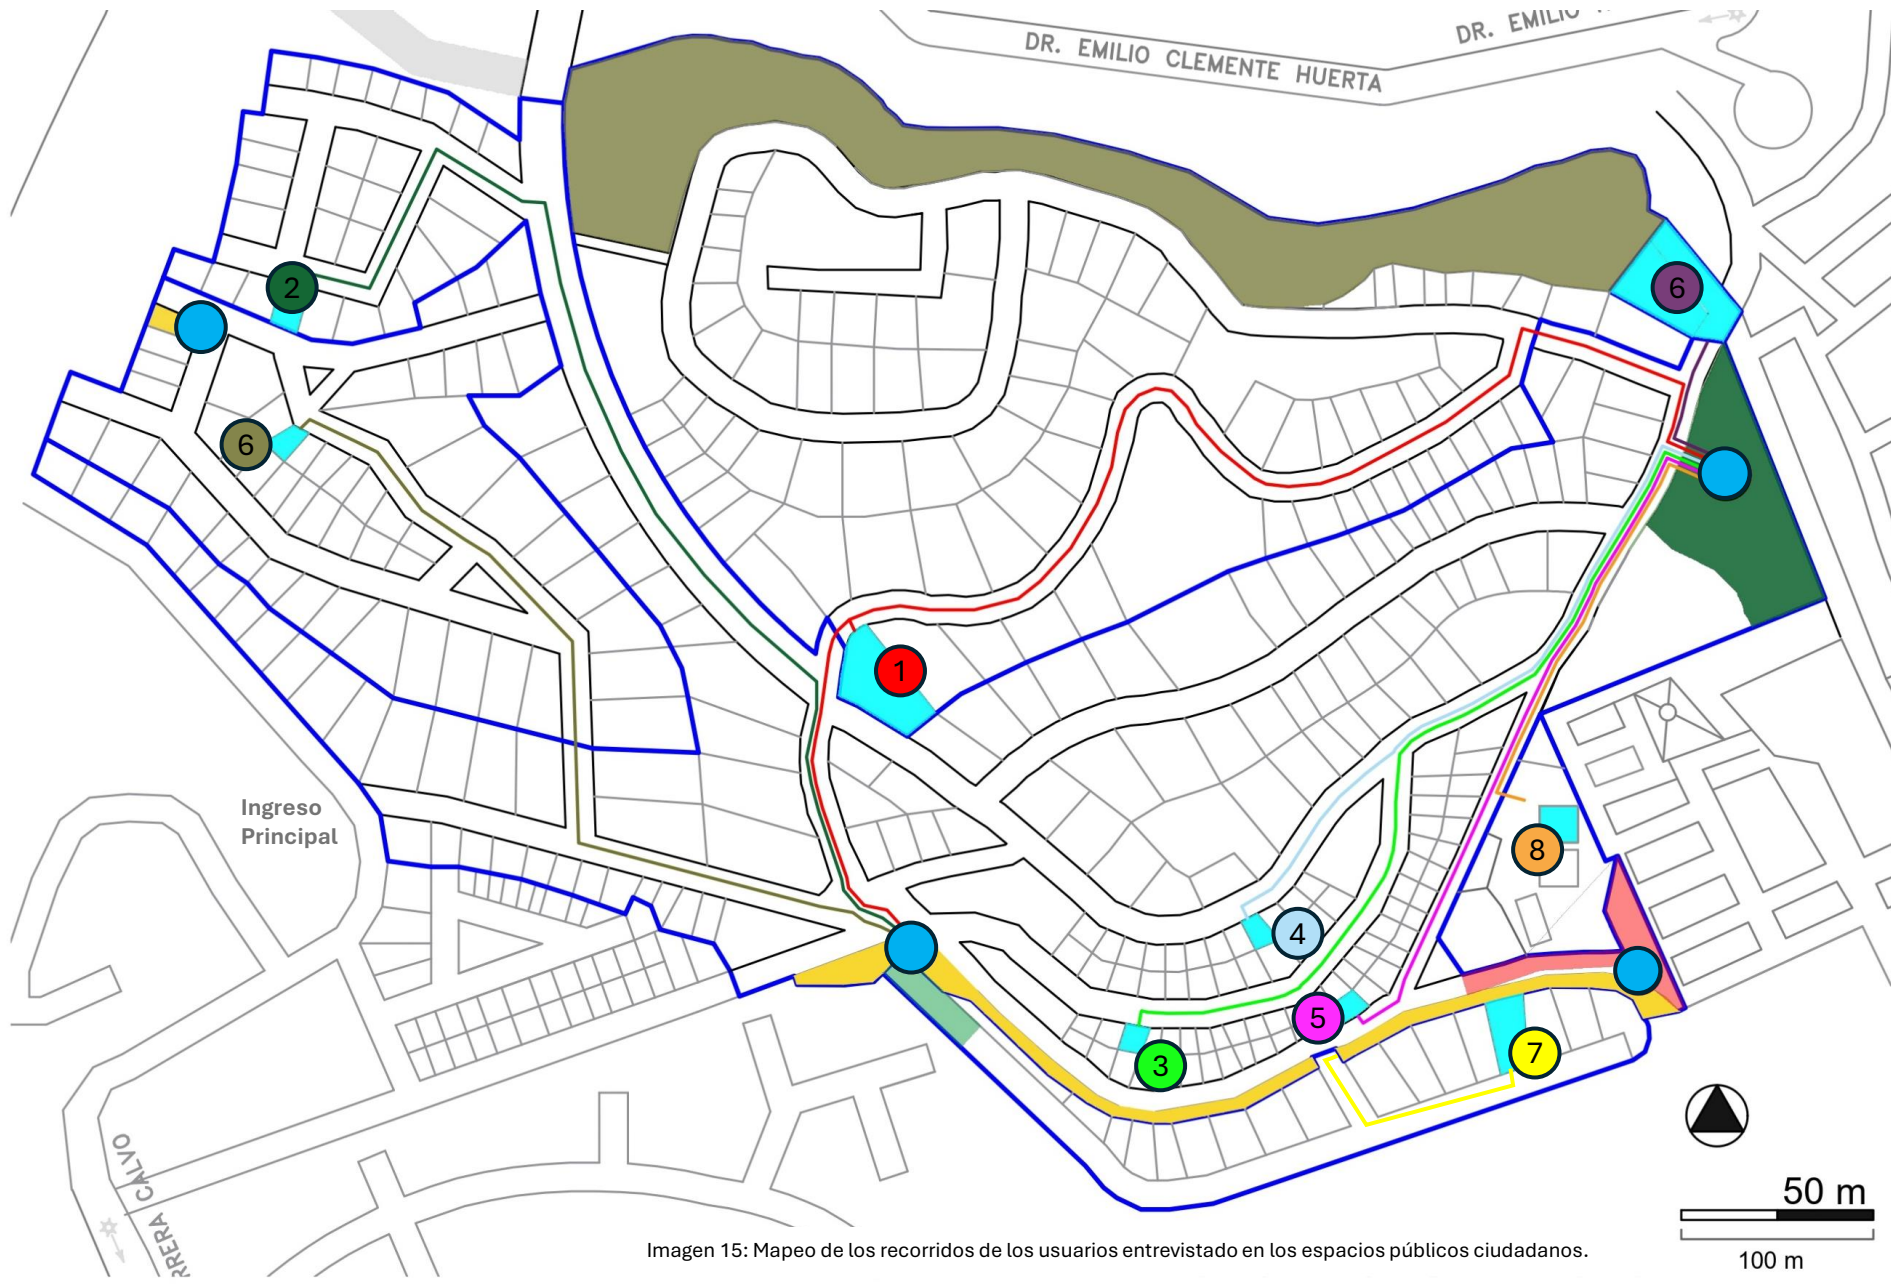 DR. EMILIO CLEMENTE HUERTA
DR. EMILIO
6
2
6
1
8
4
5
7
3
Ingreso
Principal
CALVO
50 m
100 m
Imagen 15: Mapeo de los recorridos de los usuarios entrevistado en los espacios públicos ciudadanos.